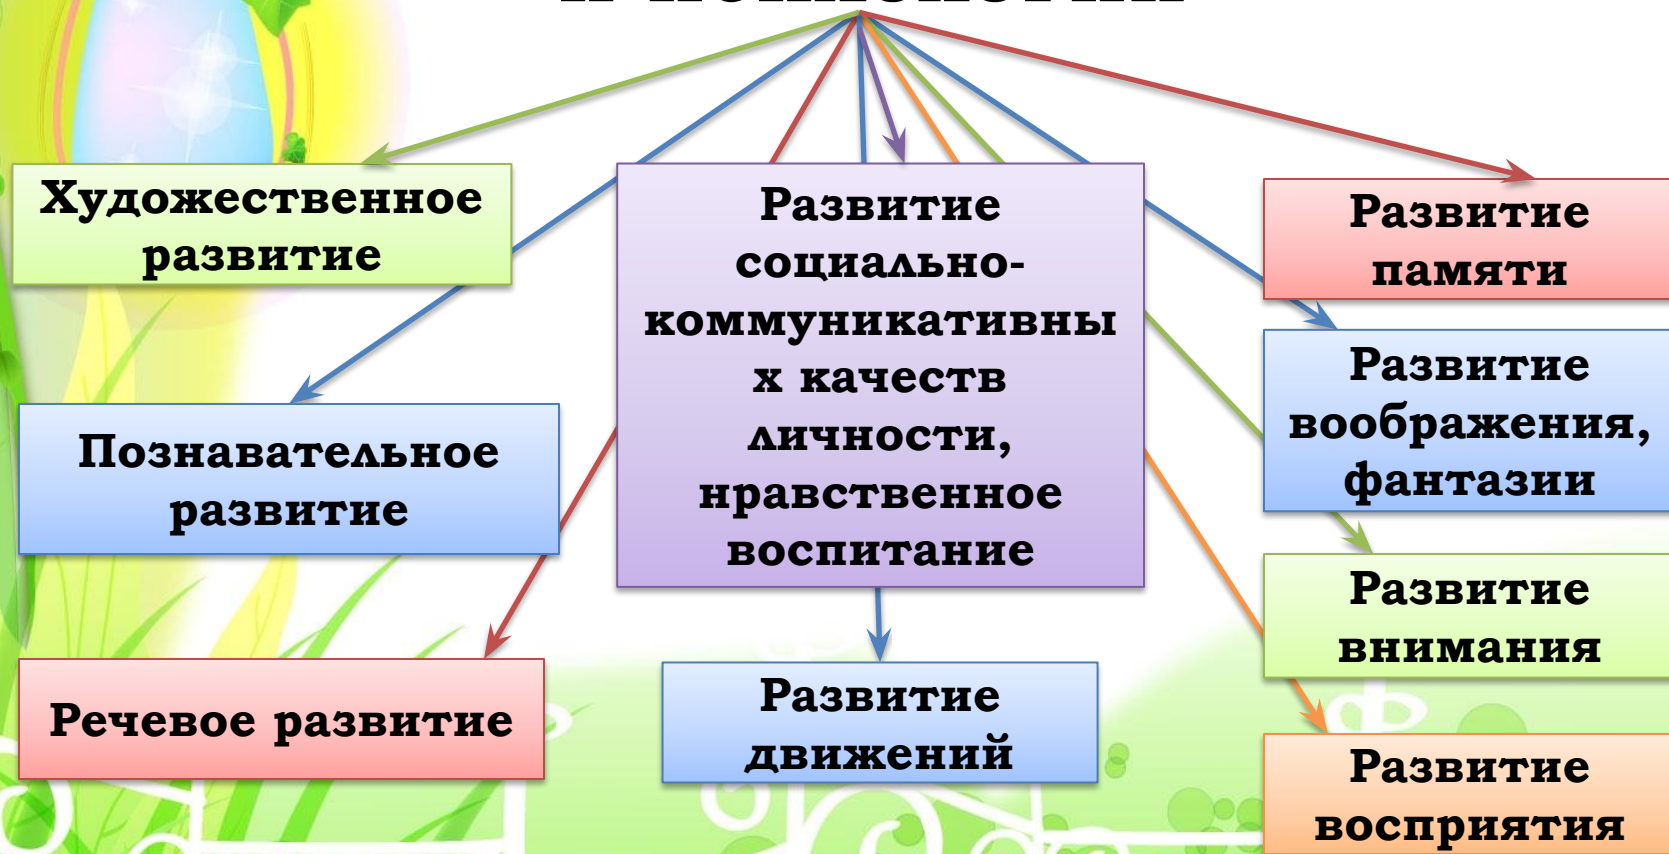 Художественное
развитие
Познавательное
развитие
Речевое развитие
Развитие
социально-
коммуникативны
х качеств
личности,
нравственное
воспитание
Развитие
движений
Развитие
памяти
Развитие
воображения,
фантазии
Развитие
внимания
Развитие
восприятия